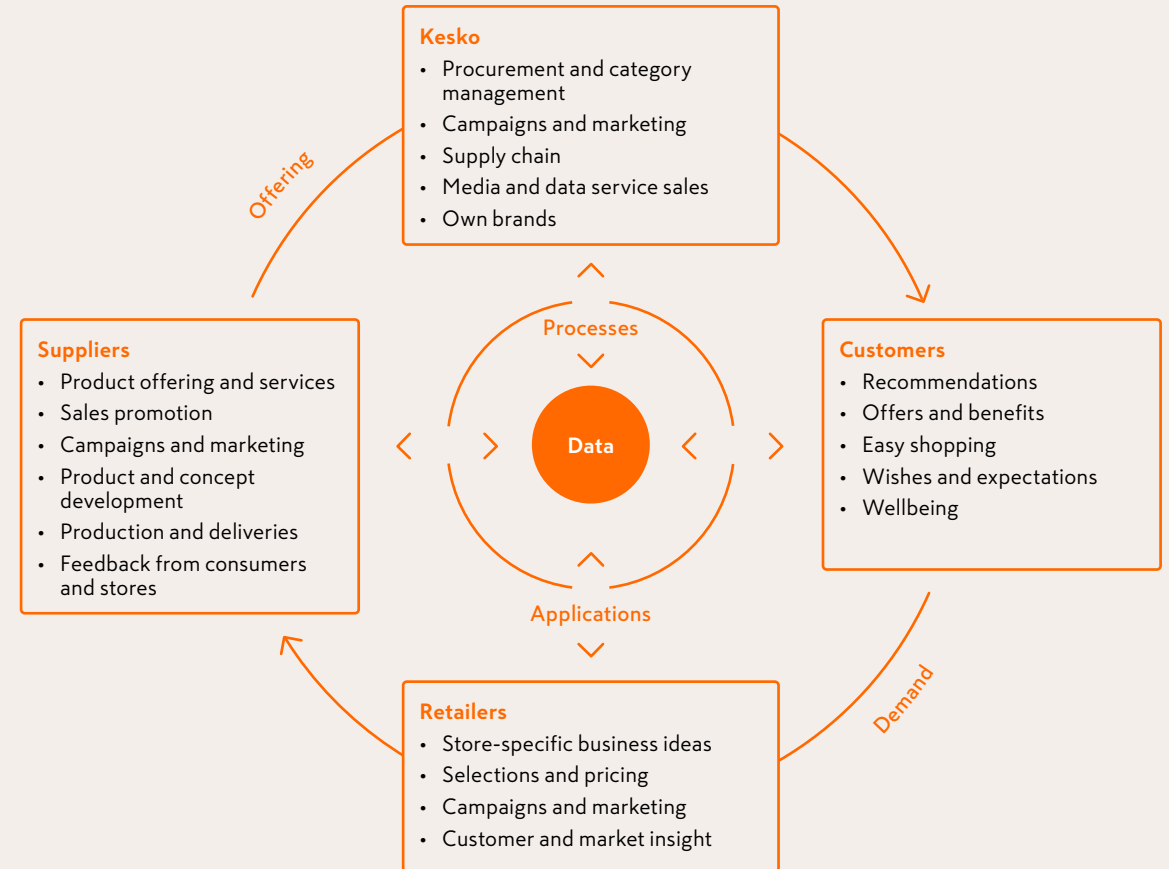 Kesko
• Procurement and category
management
• Campaigns and marketing
• Supply chain
• Media and data service sales
• Own brands
Offering
Processes
Suppliers
• Product offering and services
• Sales promotion
• Campaigns and marketing
• Product and concept
development
• Production and deliveries
• Feedback from consumers
and stores
Data
Customers
• Recommendations
• Offers and benefits
• Easy shopping
• Wishes and expectations
• Wellbeing
Applications
Demand
Retailers
• Store-specific business ideas
• Selections and pricing
• Campaigns and marketing
• Customer and market insight